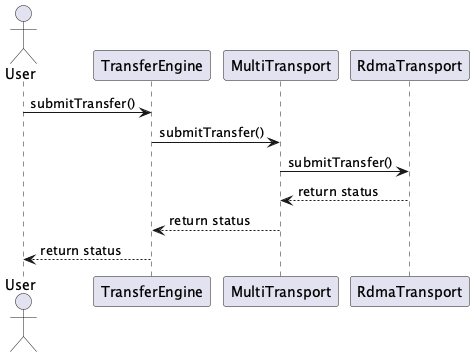 User
TransferEngine
MultiTransport
RdmaTransport
submitTransfer()
submitTransfer()
submitTransfer()
return status
return status
return status
User
TransferEngine
MultiTransport
RdmaTransport